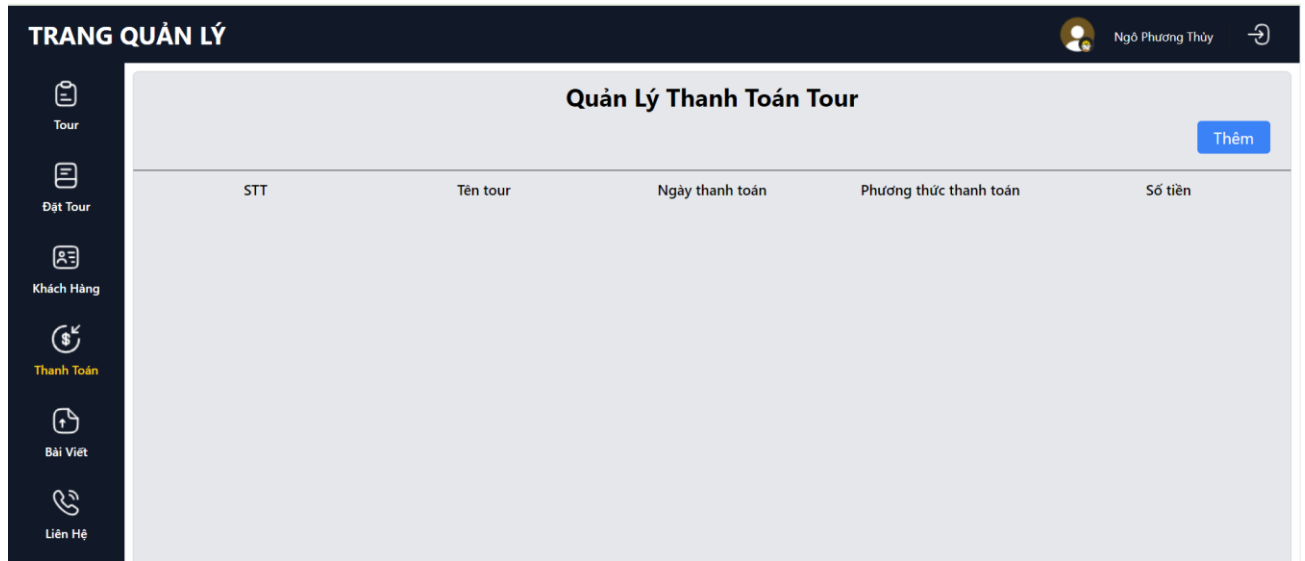 TRANG QUẢN LÝ
Ngô Phương Thủy
Tour
Đặt Tour
Khách Hàng
Thanh Toán
Bài Viết
Liên Hệ
Quản Lý Thanh Toán Tour
Thêm
STT Tên tour Ngày thanh toán Phương thức thanh toán Số tiền